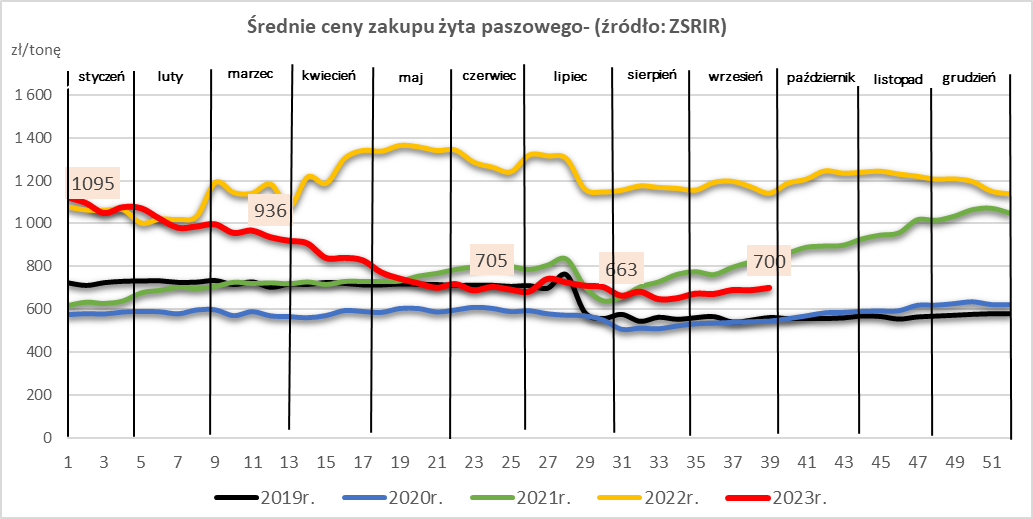 Średnie ceny zakupu żyta paszowego- (źródło: ZSRIR)
zł/tonę
styczeń luty marzec kwiecień maj czerwiec lipiec sierpień wrzesień październik listopad grudzień
1 600
1 400
1 200
1 000
800
600
400
200
0
1095
936
705
663
700
1 3 5 7 9 11 13 15 17 19 21 23 25 27 29 31 33 35 37 39 41 43 45 47 49 51
2019r. 2020r. 2021r. 2022r. 2023r.